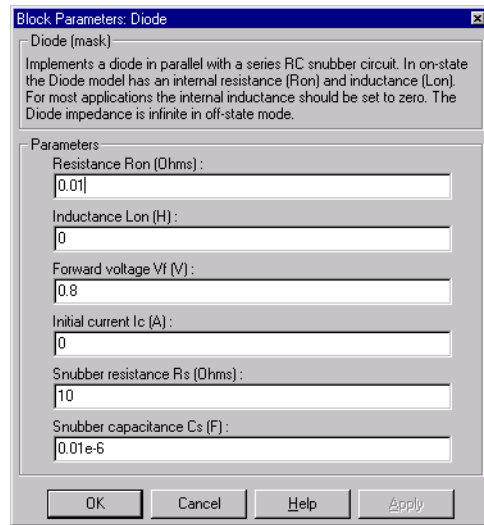 Block Parameters: Diode
Diode (mask)
Implements a diode in parallel with a series RC snubber circuit. In on-state
the Diode model has an internal resistance (Ron) and inductance (Lon).
For most applications the internal inductance should be set to zero. The
Diode impedance is infinite in off-state mode.
Parameters
Resistance Ron (Ohms) :
0.01
Inductance Lon (H) :
0
Forward voltage Vf (V) :
0.8
Initial current Ic (A) :
0
Snubber resistance Rs (Ohms) :
10
Snubber capacitance Cs (F) :
0.01e-6
OK Cancel Help Apply